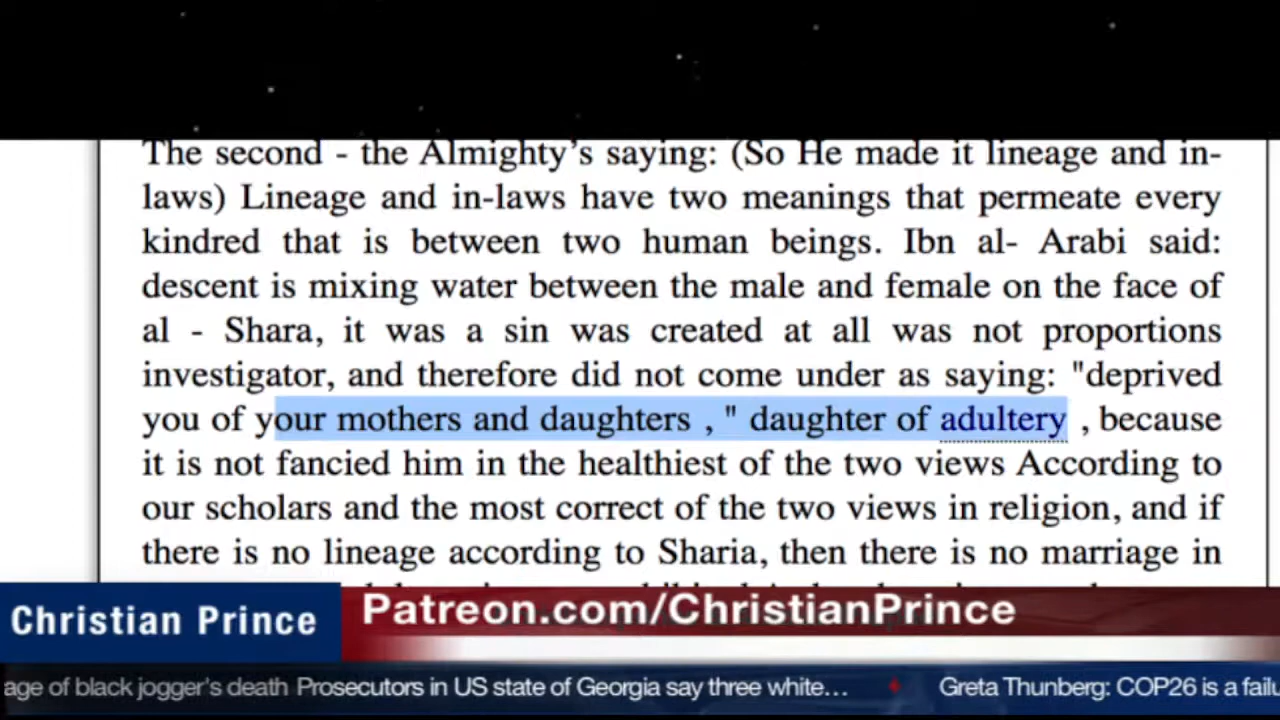 The second - the Almighty's saying: (So He made it lineage and in-
laws) Lineage and in-laws have two meanings that permeate every
kindred that is between two human beings. Ibn al- Arabi said:
descent is mixing water between the male and female on the face of
al - Shara, it was a sin was created at all was not proportions
investigator, and therefore did not come under as saying: "deprived
you of your mothers and daughters , " daughter of adultery , because
it is not fancied him in the healthiest of the two views According to
our scholars and the most correct of the two views in religion, and if
there is no lineage according to Sharia, then there is no marriage in
Christian Prince
Patreon.com/ChristianPrince
age of black jogger's death Prosecutors in US state of Georgia say three white... Greta Thunberg: COP26 is a failu